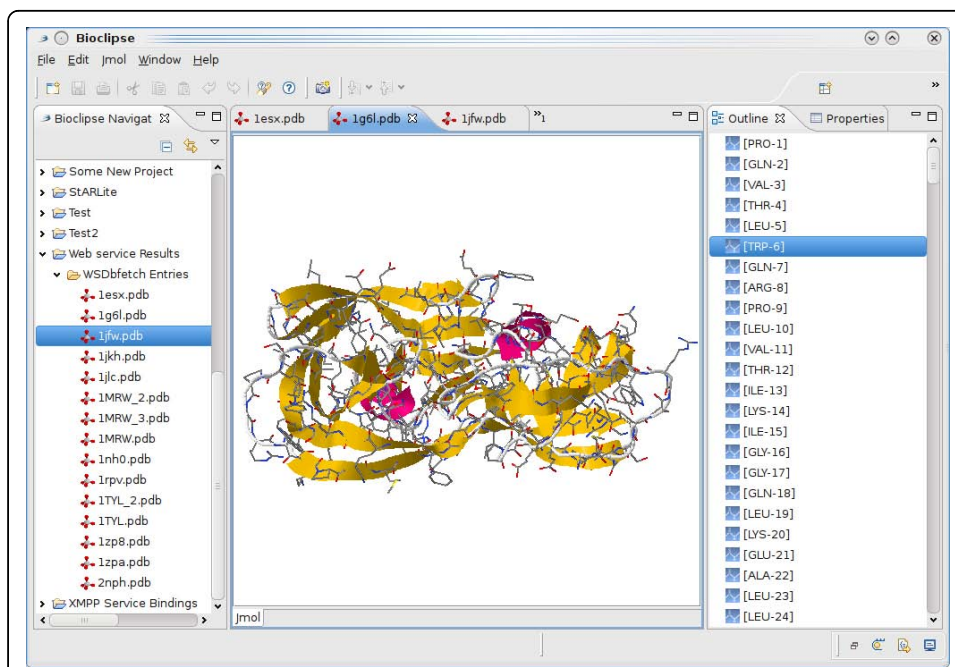 Bioclipse
File Edit Jmol Window Help
Bioclipse Navigat
Some New Project
StARLite
Test
Test2
Web service Results
WSDbfetch Entries
1esx.pdb
1g6l.pdb
1jfw.pdb
1jkh.pdb
1jlc.pdb
1MRW_2.pdb
1MRW_3.pdb
1MRW.pdb
1nh0.pdb
1rpv.pdb
1TYL_2.pdb
1TYL.pdb
1zp8.pdb
1zpa.pdb
2nph.pdb
XMPP Service Bindings
1esx.pdb 1g6l.pdb 1jfw.pdb »1
Jmol
Outline Properties
[PRO-1]
[GLN-2]
[VAL-3]
[THR-4]
[LEU-5]
[TRP-6]
[GLN-7]
[ARG-8]
[PRO-9]
[LEU-10]
[VAL-11]
[THR-12]
[ILE-13]
[LYS-14]
[ILE-15]
[GLY-16]
[GLY-17]
[GLN-18]
[LEU-19]
[LYS-20]
[GLU-21]
[ALA-22]
[LEU-23]
[LEU-24]